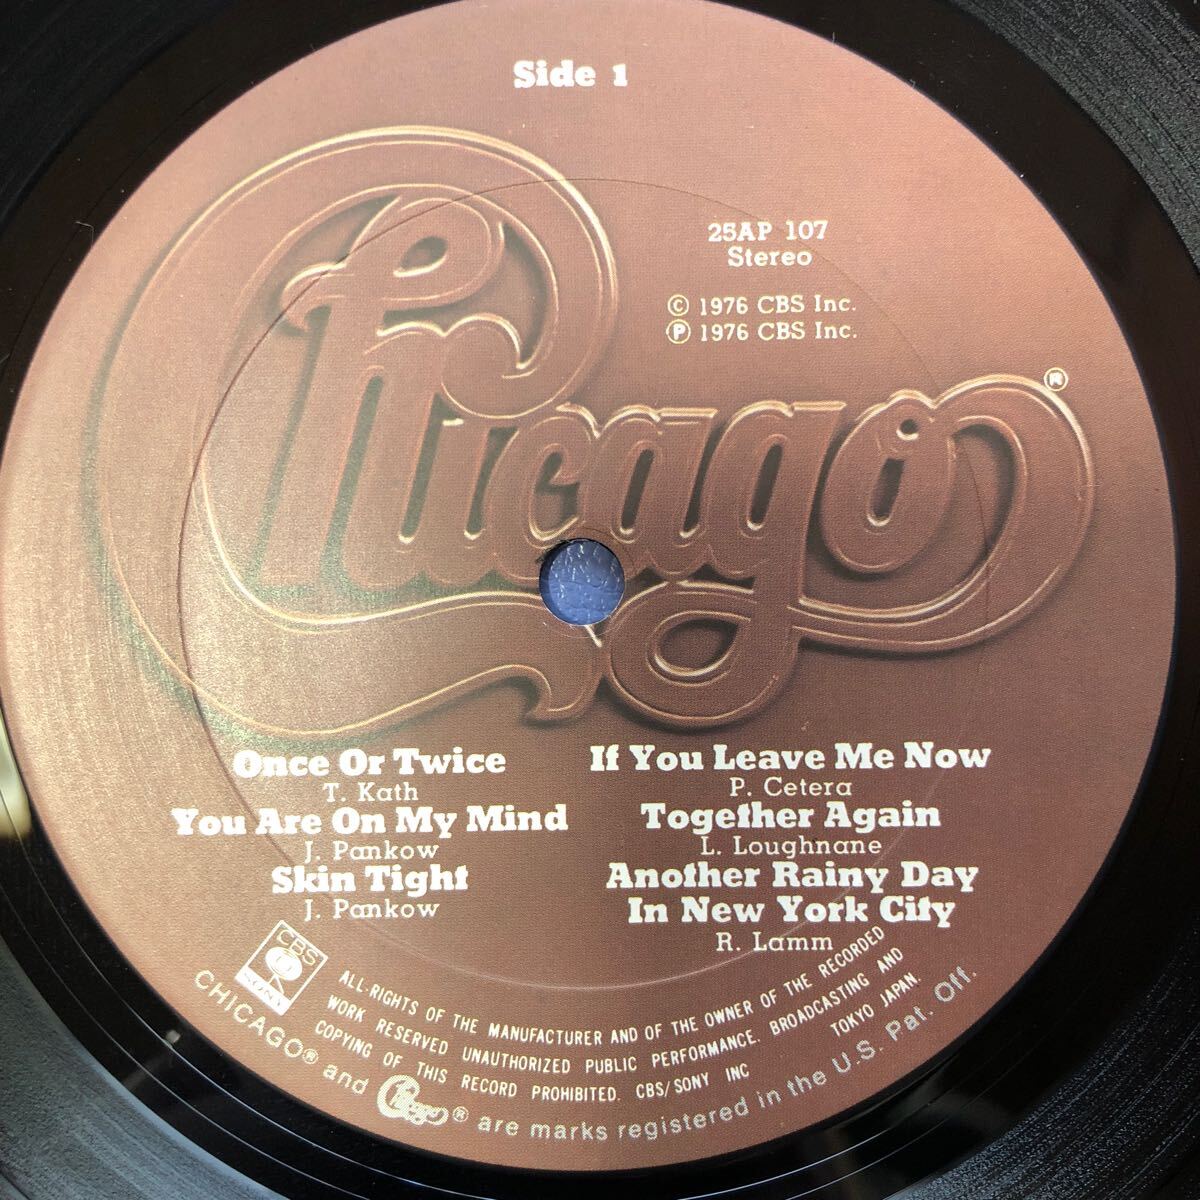 Side 1
Chicago®
25AP 107
Stereo
© 1976 CBS Inc.
℗ 1976 CBS Inc.
Once Or Twice
T. Kath
You Are On My Mind
J. Pankow
Skin Tight
J. Pankow
If You Leave Me Now
P. Cetera
Together Again
L. Loughnane
Another Rainy Day
In New York City
R. Lamm
CBS
SONY
ALL-RIGHTS OF THE MANUFACTURER AND OF THE OWNER OF THE RECORDED
WORK RESERVED UNAUTHORIZED PUBLIC PERFORMANCE. BROADCASTING AND
COPYING OF THIS RECORD PROHIBITED. CBS/SONY INC TOKYO JAPAN.
CHICAGO® and Chicago® are marks registered in the U.S. Pat. Off.